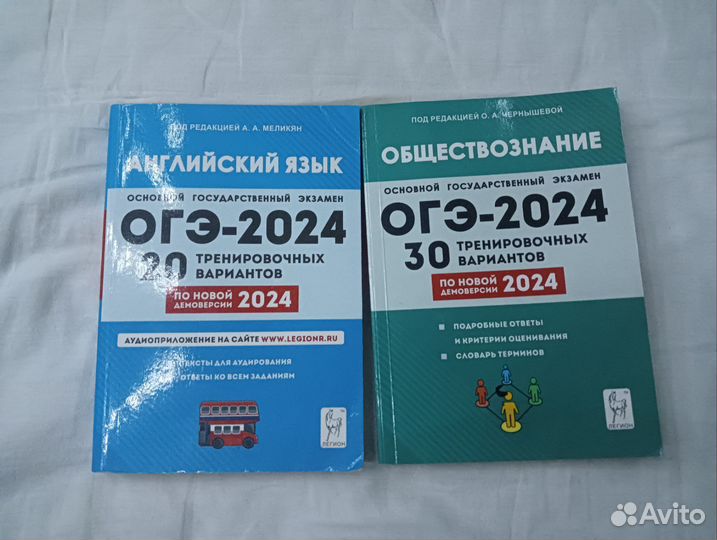 ПОД РЕДАКЦИЕЙ А. А. МЕЛИКЯН
АНГЛИЙСКИЙ ЯЗЫК
ОСНОВНОЙ ГОСУДАРСТВЕННЫЙ ЭКЗАМЕН
ОГЭ-2024
20 ТРЕНИРОВОЧНЫХ
ВАРИАНТОВ
ПО НОВОЙ
ДЕМОВЕРСИИ 2024
АУДИОПРИЛОЖЕНИЕ НА САЙТЕ WWW.LEGIONR.RU
ТЕКСТЫ ДЛЯ АУДИРОВАНИЯ
ОТВЕТЫ КО ВСЕМ ЗАДАНИЯМ
ЛЕГИОН
ПОД РЕДАКЦИЕЙ О. А. ЧЕРНЫШЕВОЙ
ОБЩЕСТВОЗНАНИЕ
ОСНОВНОЙ ГОСУДАРСТВЕННЫЙ ЭКЗАМЕН
ОГЭ-2024
30 ТРЕНИРОВОЧНЫХ
ВАРИАНТОВ
ПО НОВОЙ
ДЕМОВЕРСИИ 2024
ПОДРОБНЫЕ ОТВЕТЫ
И КРИТЕРИИ ОЦЕНИВАНИЯ
СЛОВАРЬ ТЕРМИНОВ
ЛЕГИОН
Avito